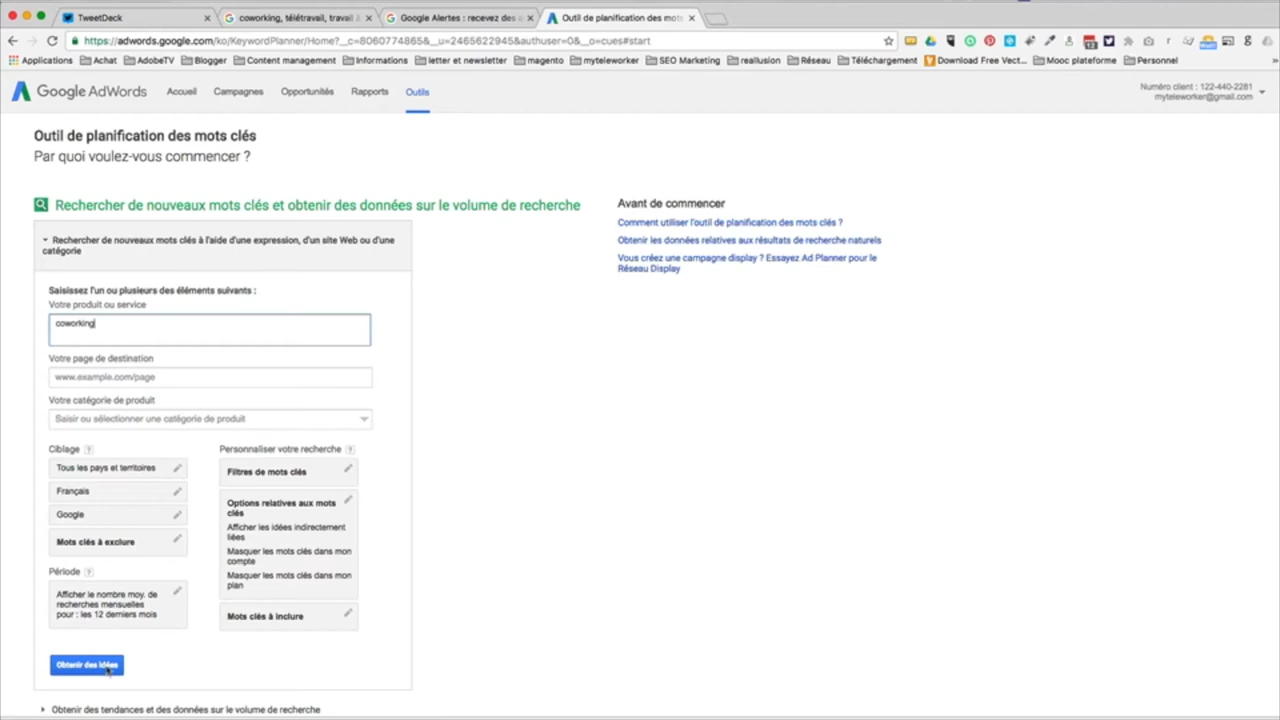 TweetDeck
coworking, télétravail, travail à
Google Alertes : recevez des a
Outil de planification des mots
https://adwords.google.com/ko/KeywordPlanner/Home?__c=8060774865&__u=2465622945&authuser=0&__o=cues#start
Applications Achat AdobeTV Blogger Content management Informations letter et newsletter magento myteleworker SEO Marketing reallusion Réseau Téléchargement Download Free Vect... Mooc plateforme Personnel »
Google AdWords Accueil Campagnes Opportunités Rapports Outils
Numéro client : 122-440-2281
myteleworker@gmail.com
Outil de planification des mots clés
Par quoi voulez-vous commencer ?
Rechercher de nouveaux mots clés et obtenir des données sur le volume de recherche
Rechercher de nouveaux mots clés à l'aide d'une expression, d'un site Web ou d'une
catégorie
Saisissez l'un ou plusieurs des éléments suivants :
Votre produit ou service
coworking
Votre page de destination
www.example.com/page
Votre catégorie de produit
Saisir ou sélectionner une catégorie de produit
Ciblage ?
Tous les pays et territoires
Français
Google
Mots clés à exclure
Période ?
Afficher le nombre moy. de
recherches mensuelles
pour : les 12 derniers mois
Personnaliser votre recherche ?
Filtres de mots clés
Options relatives aux mots
clés
Afficher les idées indirectement
liées
Masquer les mots clés dans mon
compte
Masquer les mots clés dans mon
plan
Mots clés à inclure
Obtenir des idées
Obtenir des tendances et des données sur le volume de recherche
Avant de commencer
Comment utiliser l'outil de planification des mots clés ?
Obtenir les données relatives aux résultats de recherche naturels
Vous créez une campagne display ? Essayez Ad Planner pour le
Réseau Display